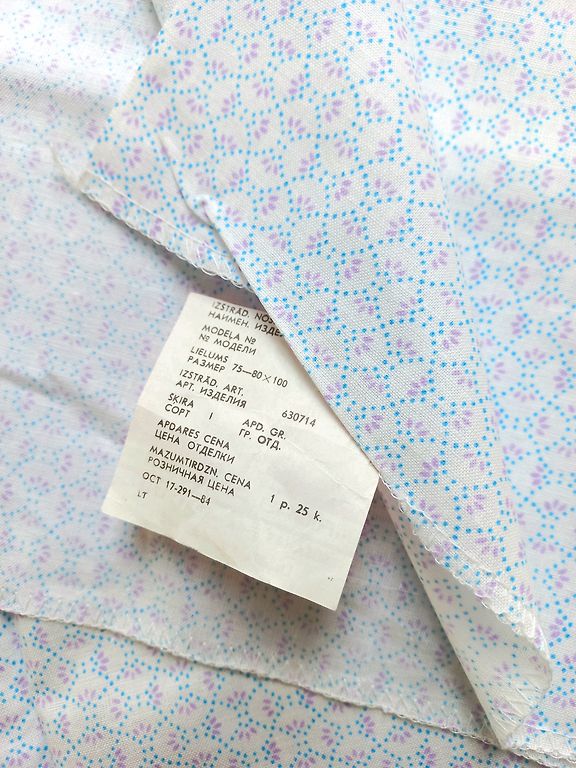 IZSTRĀD. NOS
НАИМЕН. ИЗДЕ
MODEĻA №
№ МОДЕЛИ
LIELUMS 75—80×100
РАЗМЕР
IZSTRĀD. ART.
АРТ. ИЗДЕЛИЯ 630714
ŠĶIRA I APD. GR.
СОРТ ГР. ОТД.
APDARES CENA
ЦЕНА ОТДЕЛКИ
MAZUMTIRDZN. CENA
РОЗНИЧНАЯ ЦЕНА 1 р. 25 k.
ОСТ 17-291—84
LT